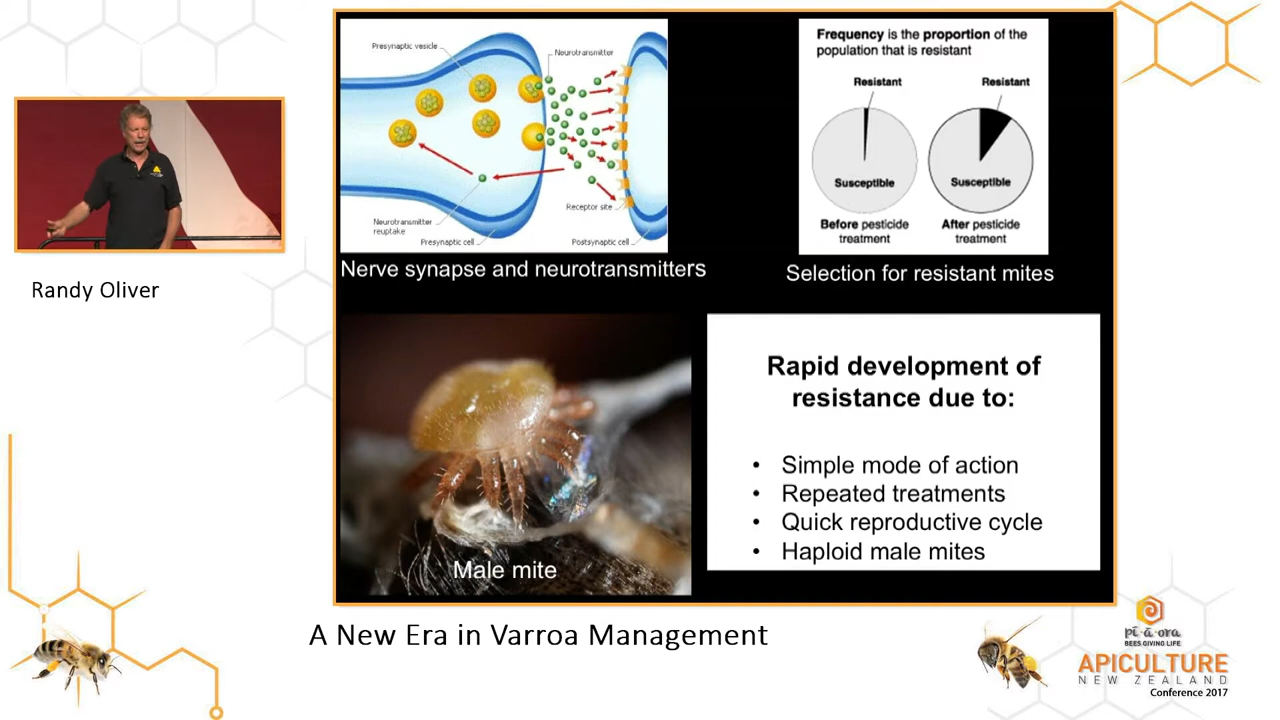 Presynaptic vesicle
Neurotransmitter
Neurotransmitter
reuptake
Presynaptic cell
Receptor site
Postsynaptic cell
Nerve synapse and neurotransmitters
Frequency is the proportion of the
population that is resistant
Resistant
Resistant
Susceptible
Susceptible
Before pesticide
treatment
After pesticide
treatment
Selection for resistant mites
Randy Oliver
Male mite
Rapid development of
resistance due to:
• Simple mode of action
• Repeated treatments
• Quick reproductive cycle
• Haploid male mites
A New Era in Varroa Management
pī-ā-ora
BEES GIVING LIFE
APICULTURE
NEW ZEALAND
Conference 2017